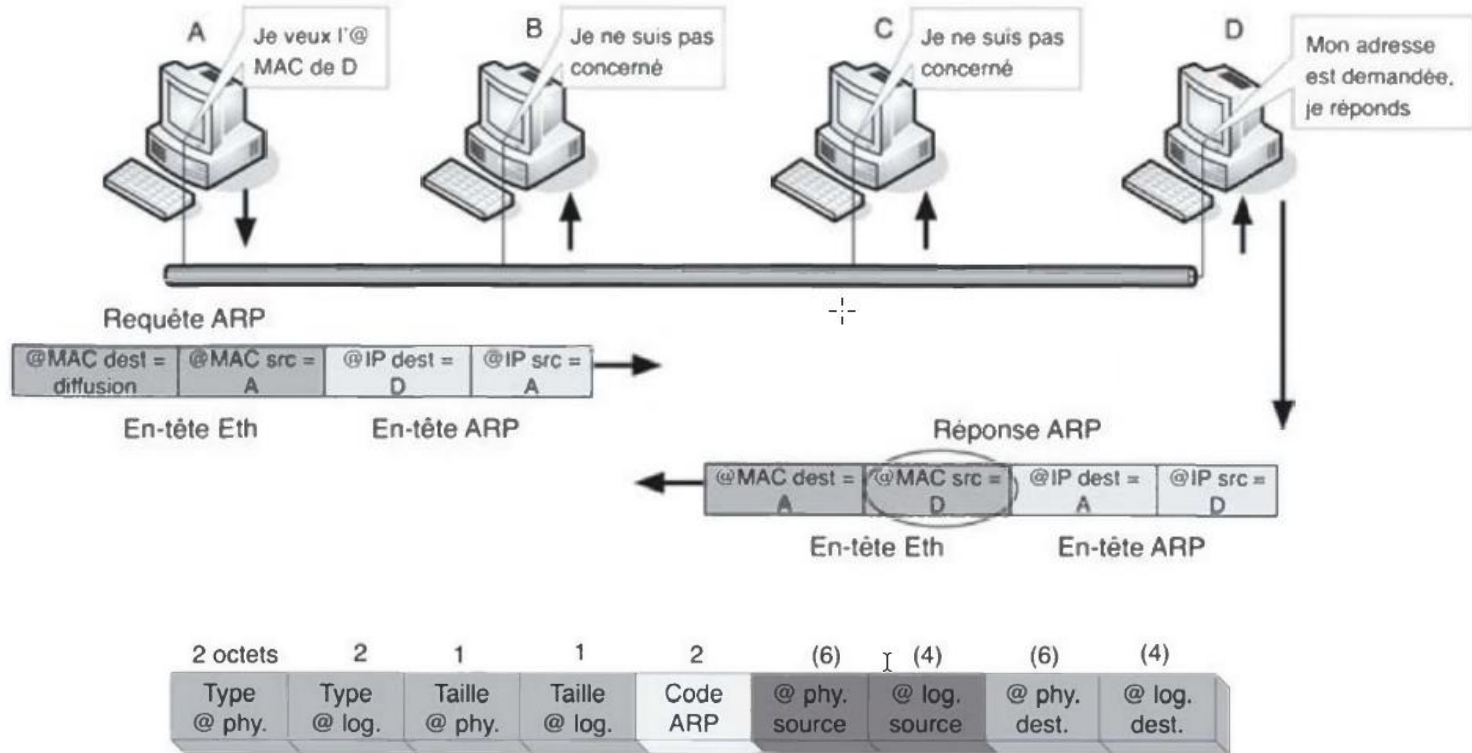 A
Je veux l'@
MAC de D
B
Je ne suis pas
concerné
C
Je ne suis pas
concerné
D
Mon adresse
est demandée,
je réponds
Requête ARP
@MAC dest =
diffusion
@MAC src =
A
@IP dest =
D
@IP src =
A
En-tête Eth
En-tête ARP
Réponse ARP
@MAC dest =
A
@MAC src =
D
@IP dest =
A
@IP src =
D
En-tête Eth
En-tête ARP
2 octets
2
1
1
2
(6)
(4)
(6)
(4)
Type
@ phy.
Type
@ log.
Taille
@ phy.
Taille
@ log.
Code
ARP
@ phy.
source
@ log.
source
@ phy.
dest.
@ log.
dest.